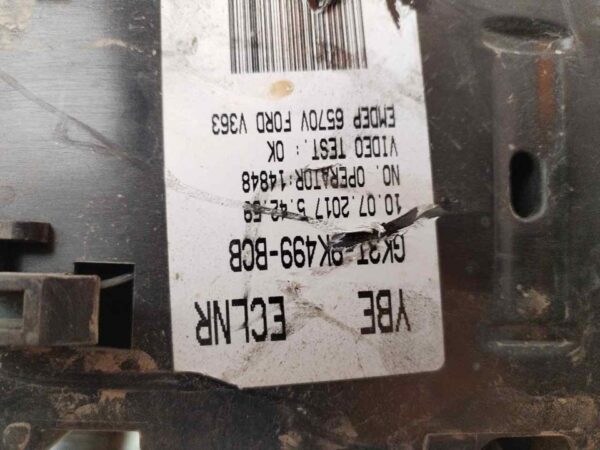 YBE ECLNR
GK3T-9K499-BCB
10.07.2017 5.42.59
NO. OPERATOR:14848
VIDEO TEST.: OK
EMDEP 6570V FORD V363